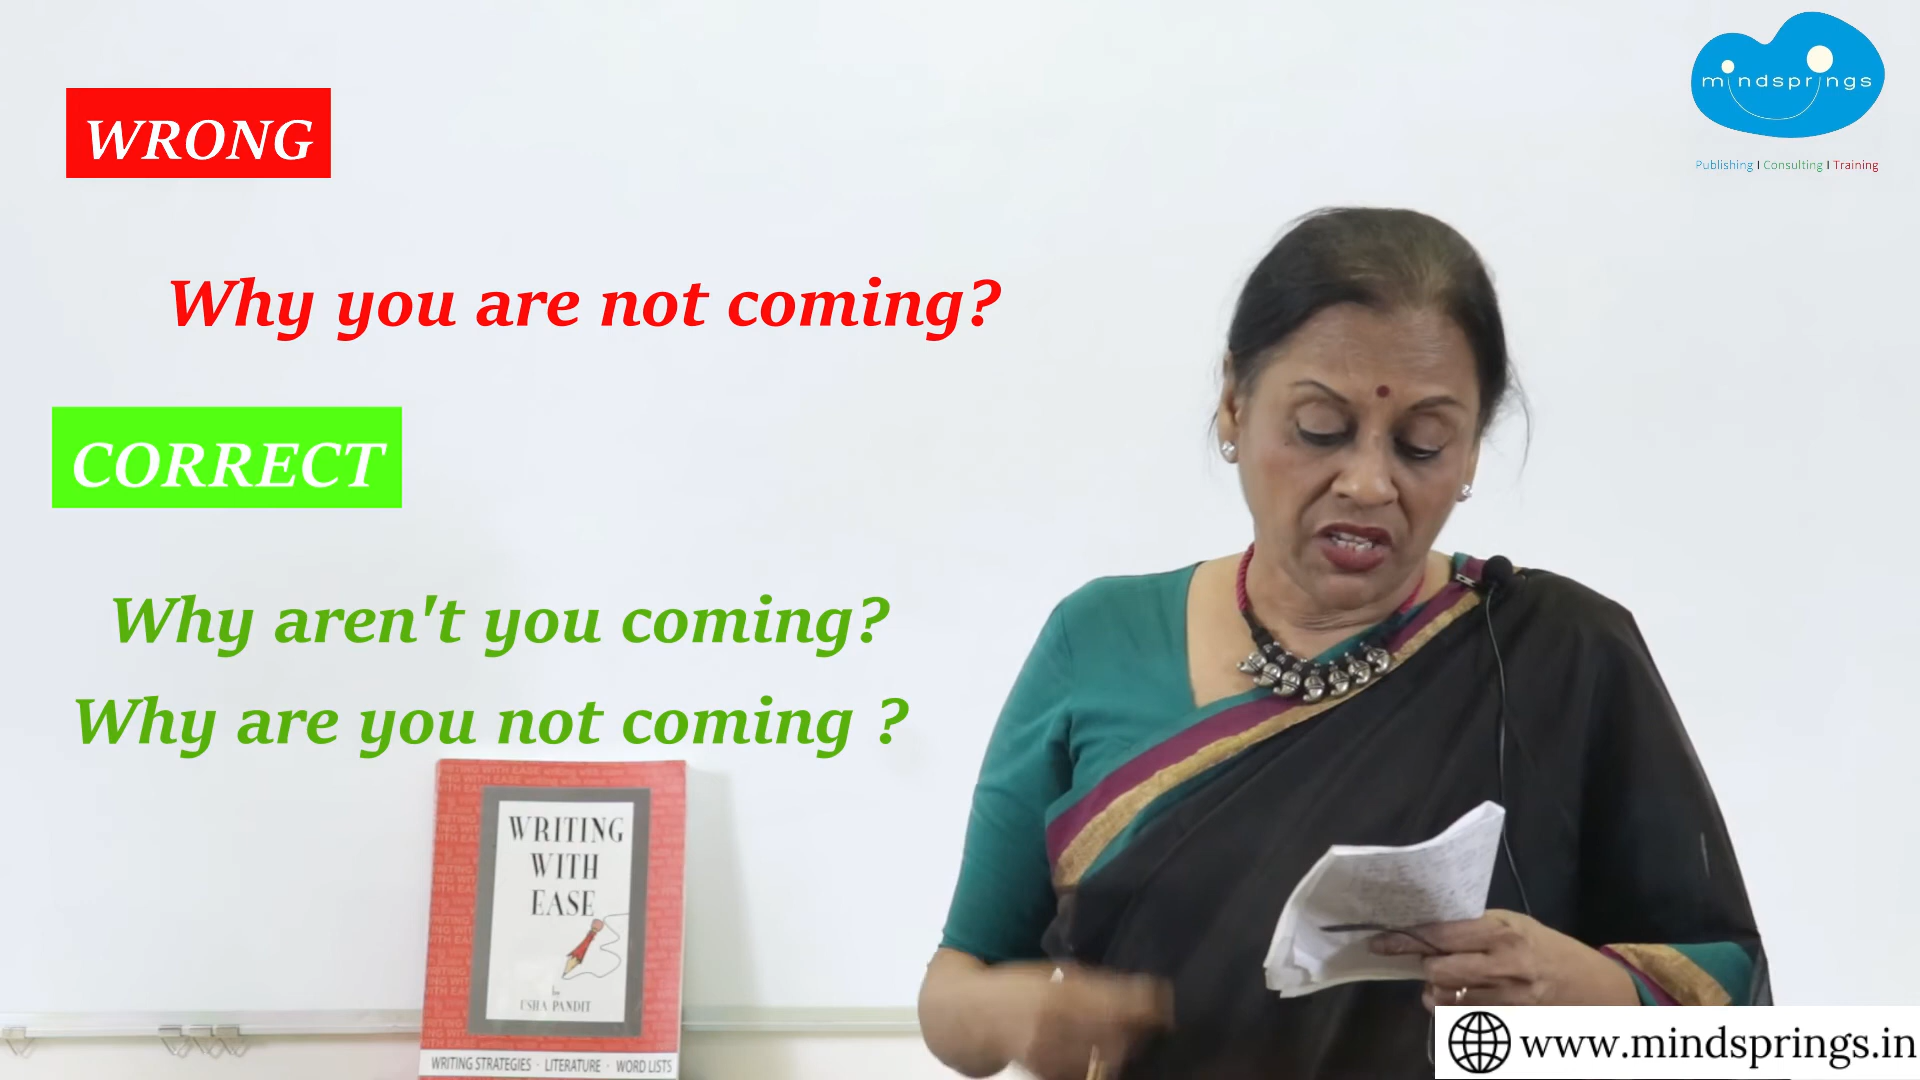 WRONG
Why you are not coming?
CORRECT
Why aren't you coming?
Why are you not coming ?
mindsprings
Publishing I Consulting I Training
WRITING
WITH
EASE
by
USHA PANDIT
WRITING STRATEGIES · LITERATURE · WORD LISTS
www.mindsprings.in